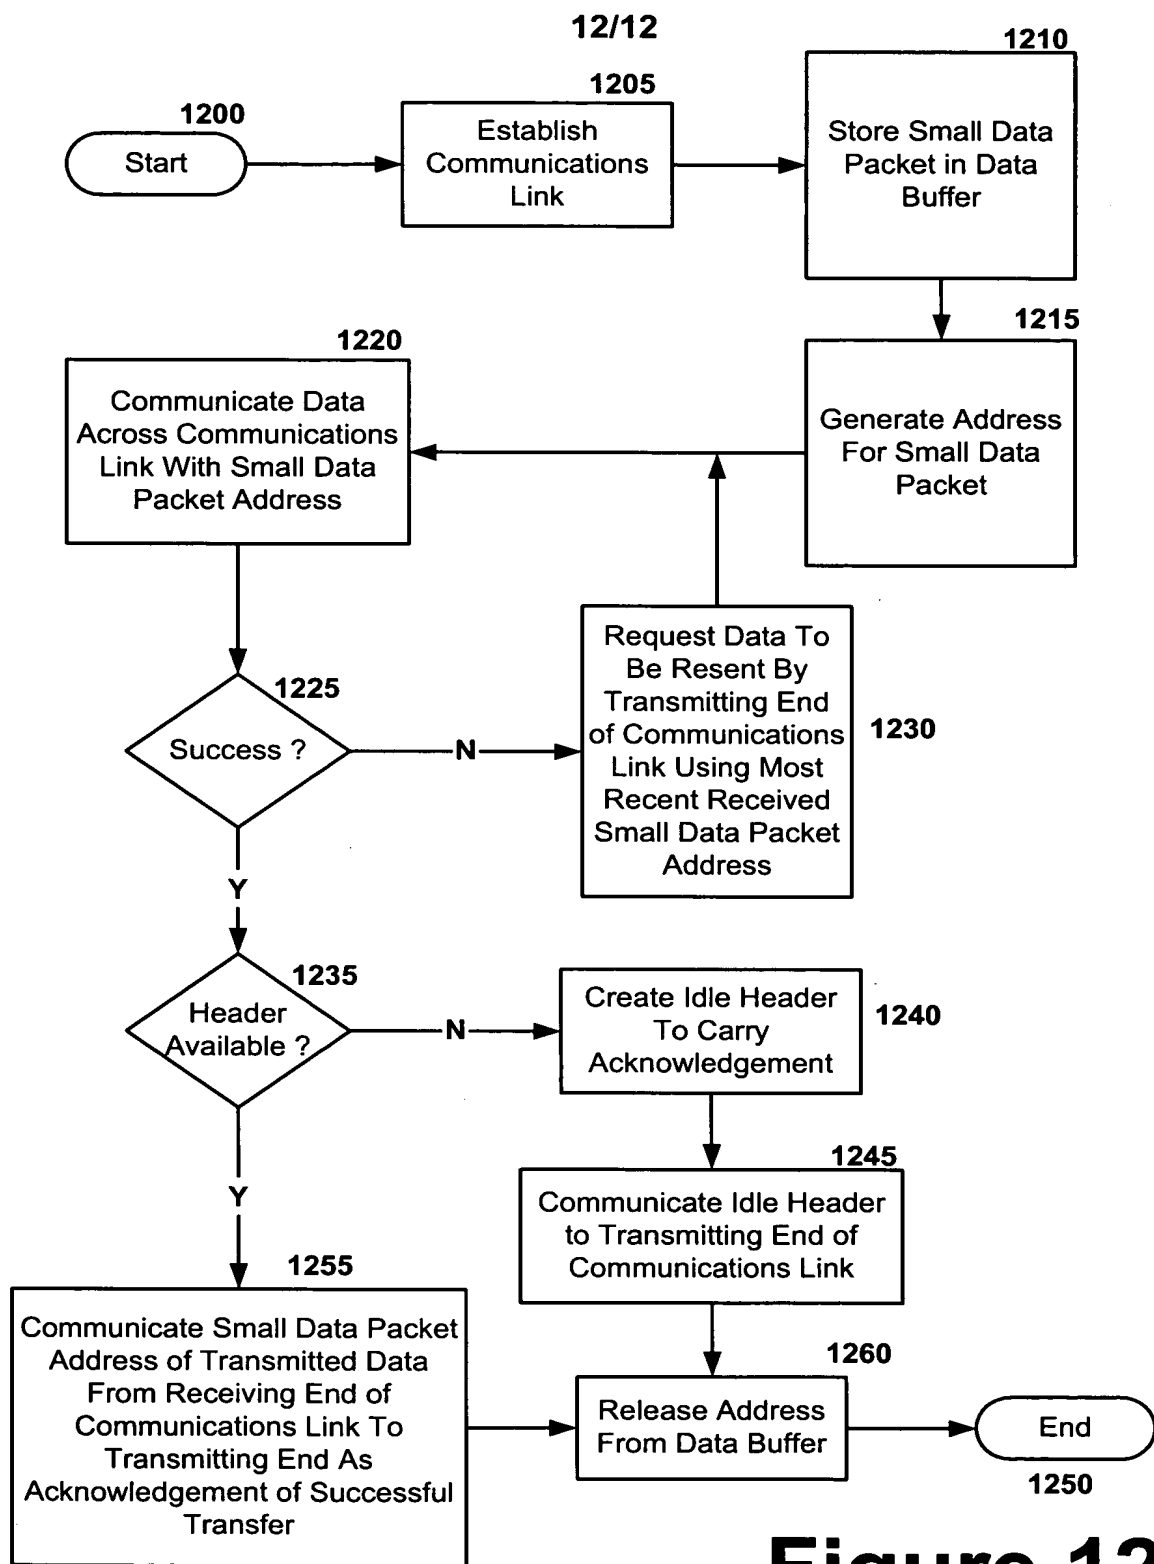 12/12
1200
Start
1205
Establish
Communications
Link
1210
Store Small Data
Packet in Data
Buffer
1215
Generate Address
For Small Data
Packet
1220
Communicate Data
Across Communications
Link With Small Data
Packet Address
1225
Success ?
N
1230
Request Data To
Be Resent By
Transmitting End
of Communications
Link Using Most
Recent Received
Small Data Packet
Address
Y
1235
Header
Available ?
N
1240
Create Idle Header
To Carry
Acknowledgement
1245
Communicate Idle Header
to Transmitting End of
Communications Link
Y
1255
Communicate Small Data Packet
Address of Transmitted Data
From Receiving End of
Communications Link To
Transmitting End As
Acknowledgement of Successful
Transfer
1260
Release Address
From Data Buffer
End
1250
Figure 12